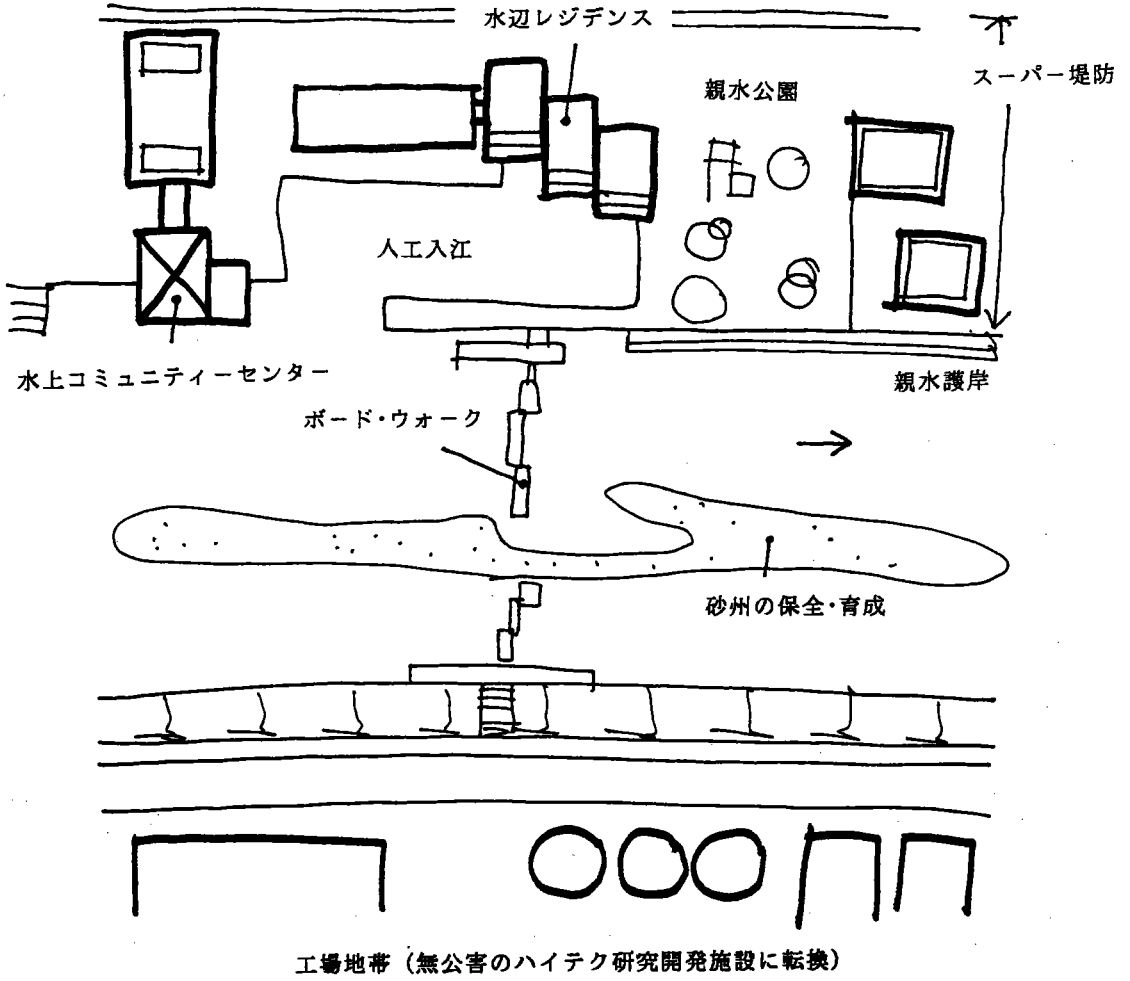 水辺レジデンス
スーパー堤防
親水公園
人工入江
水上コミュニティーセンター
親水護岸
ボード・ウォーク
砂州の保全・育成
工場地帯（無公害のハイテク研究開発施設に転換）